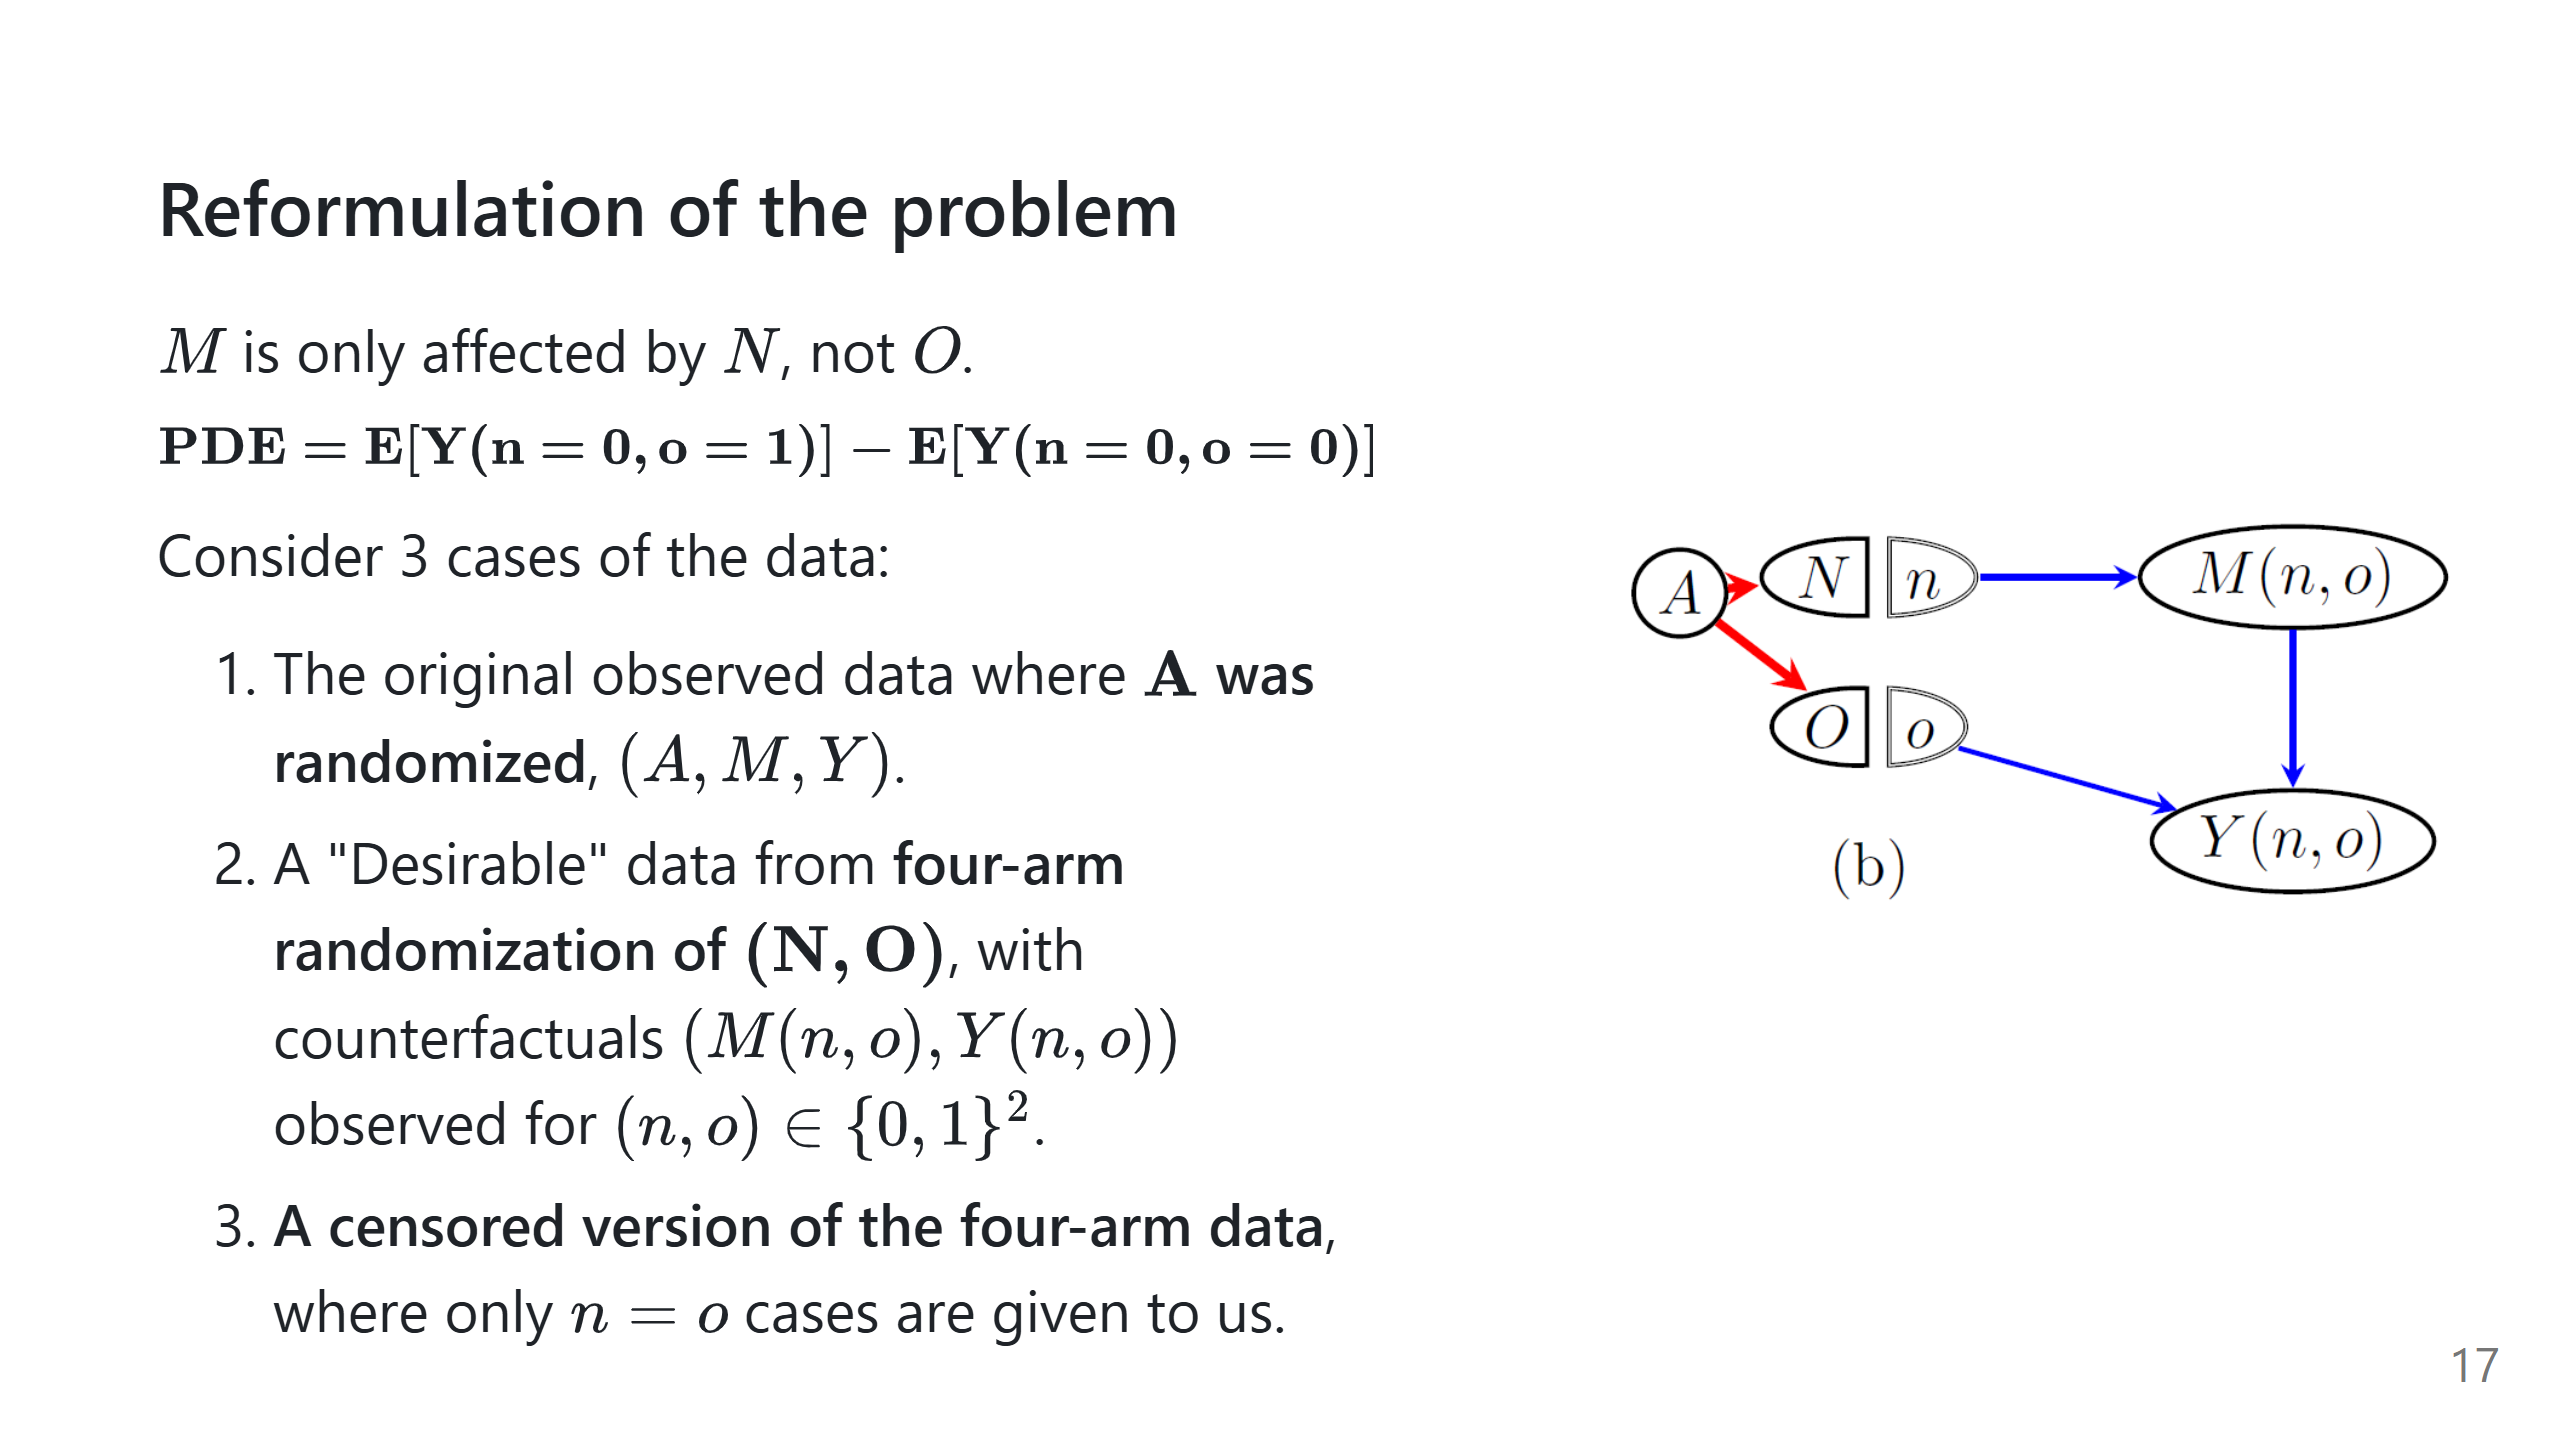 Reformulation of the problem
M is only affected by N, not O.
PDE = E[Y(n = 0, o = 1)] − E[Y(n = 0, o = 0)]
Consider 3 cases of the data:
1. The original observed data where A was
randomized, (A, M, Y).
2. A "Desirable" data from four-arm
randomization of (N, O), with
counterfactuals (M(n, o), Y(n, o))
observed for (n, o) ∈ {0, 1}².
3. A censored version of the four-arm data,
where only n = o cases are given to us.
A N n M(n, o)
O o
Y(n, o)
(b)
17